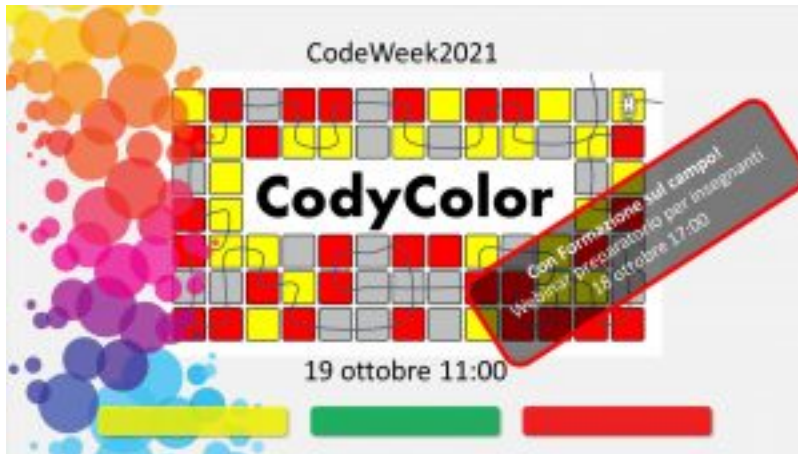 CodeWeek2021
CodyColor
Con Formazione sul campo!
Webinar preparatorio per insegnanti
18 ottobre 17:00
19 ottobre 11:00